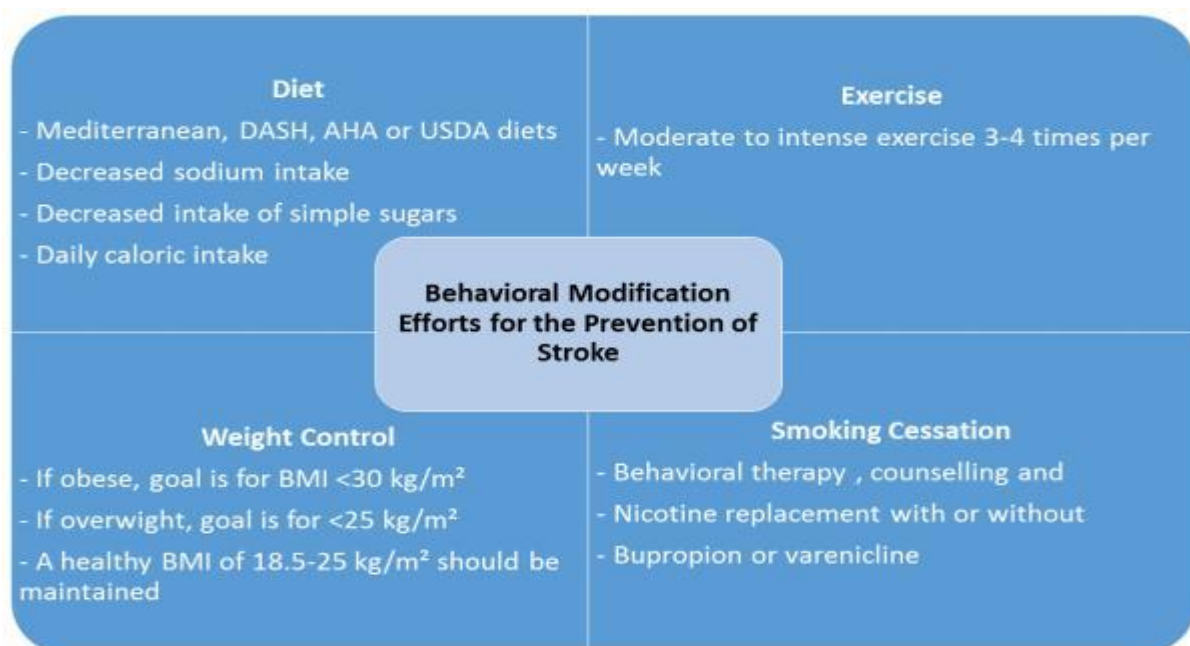 Diet
- Mediterranean, DASH, AHA or USDA diets
- Decreased sodium intake
- Decreased intake of simple sugars
- Daily caloric intake
Exercise
- Moderate to intense exercise 3-4 times per
week
Behavioral Modification
Efforts for the Prevention of
Stroke
Weight Control
- If obese, goal is for BMI <30 kg/m²
- If overwight, goal is for <25 kg/m²
- A healthy BMI of 18.5-25 kg/m² should be
maintained
Smoking Cessation
- Behavioral therapy , counselling and
- Nicotine replacement with or without
- Bupropion or varenicline